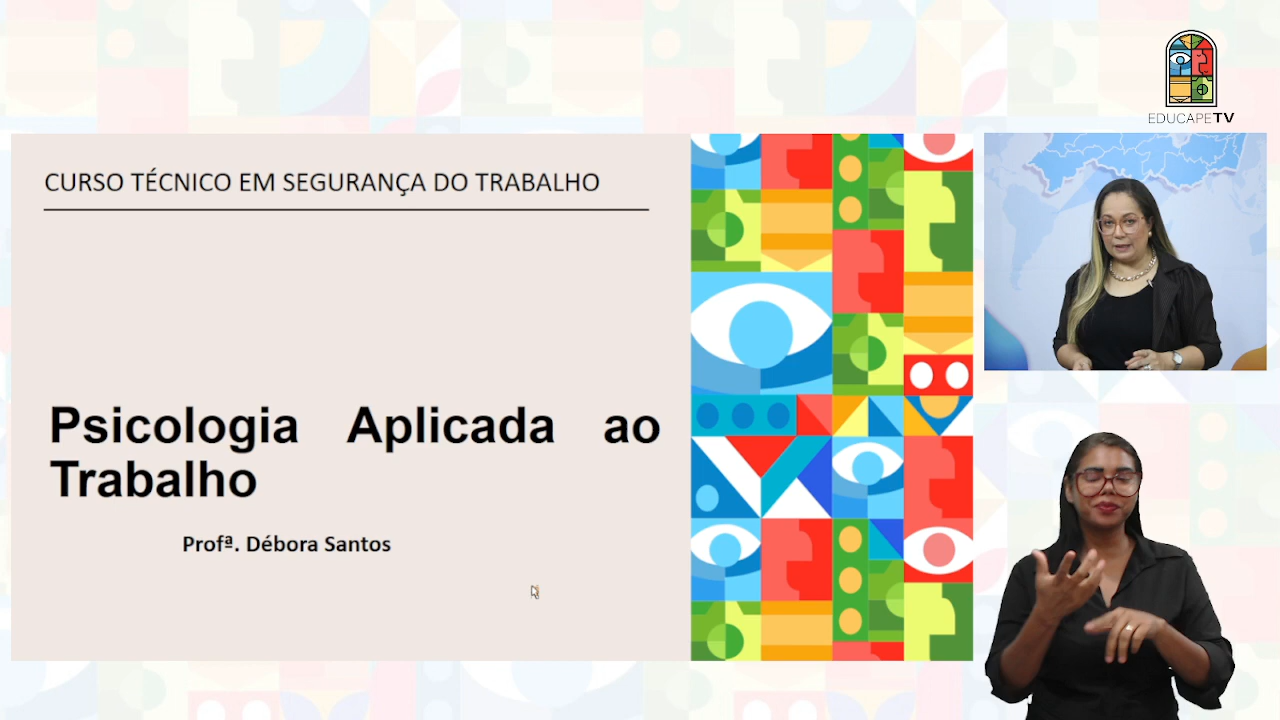 EDUCAPETV
CURSO TÉCNICO EM SEGURANÇA DO TRABALHO
Psicologia Aplicada ao
Trabalho
Profª. Débora Santos